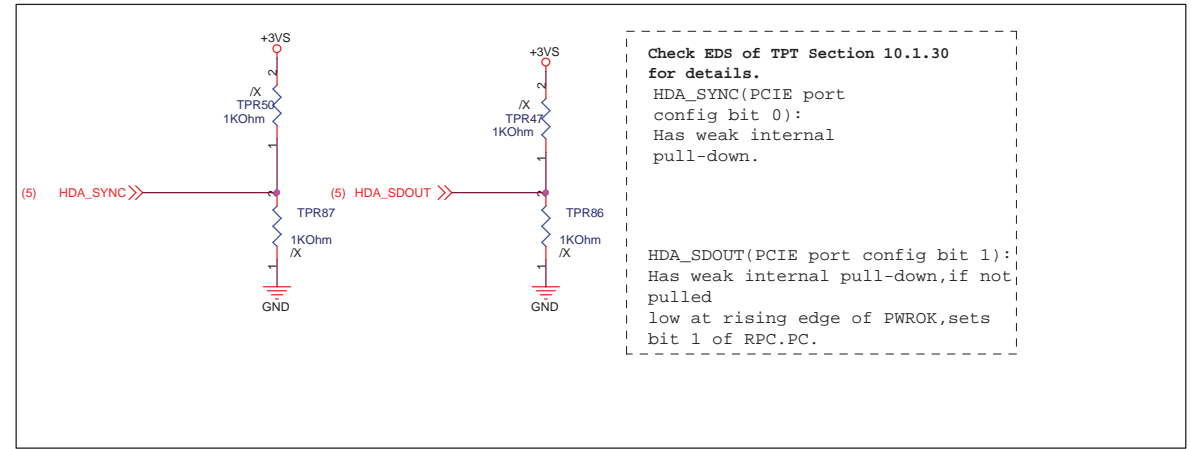 +3VS
2
/X
TPR50
1KOhm
1
(5) HDA_SYNC
2
TPR87
1KOhm
/X
1
GND
+3VS
2
/X
TPR47
1KOhm
1
(5) HDA_SDOUT
2
TPR86
1KOhm
/X
1
GND
Check EDS of TPT Section 10.1.30
for details.
HDA_SYNC(PCIE port
config bit 0):
Has weak internal
pull-down.
HDA_SDOUT(PCIE port config bit 1):
Has weak internal pull-down,if not
pulled
low at rising edge of PWROK,sets
bit 1 of RPC.PC.